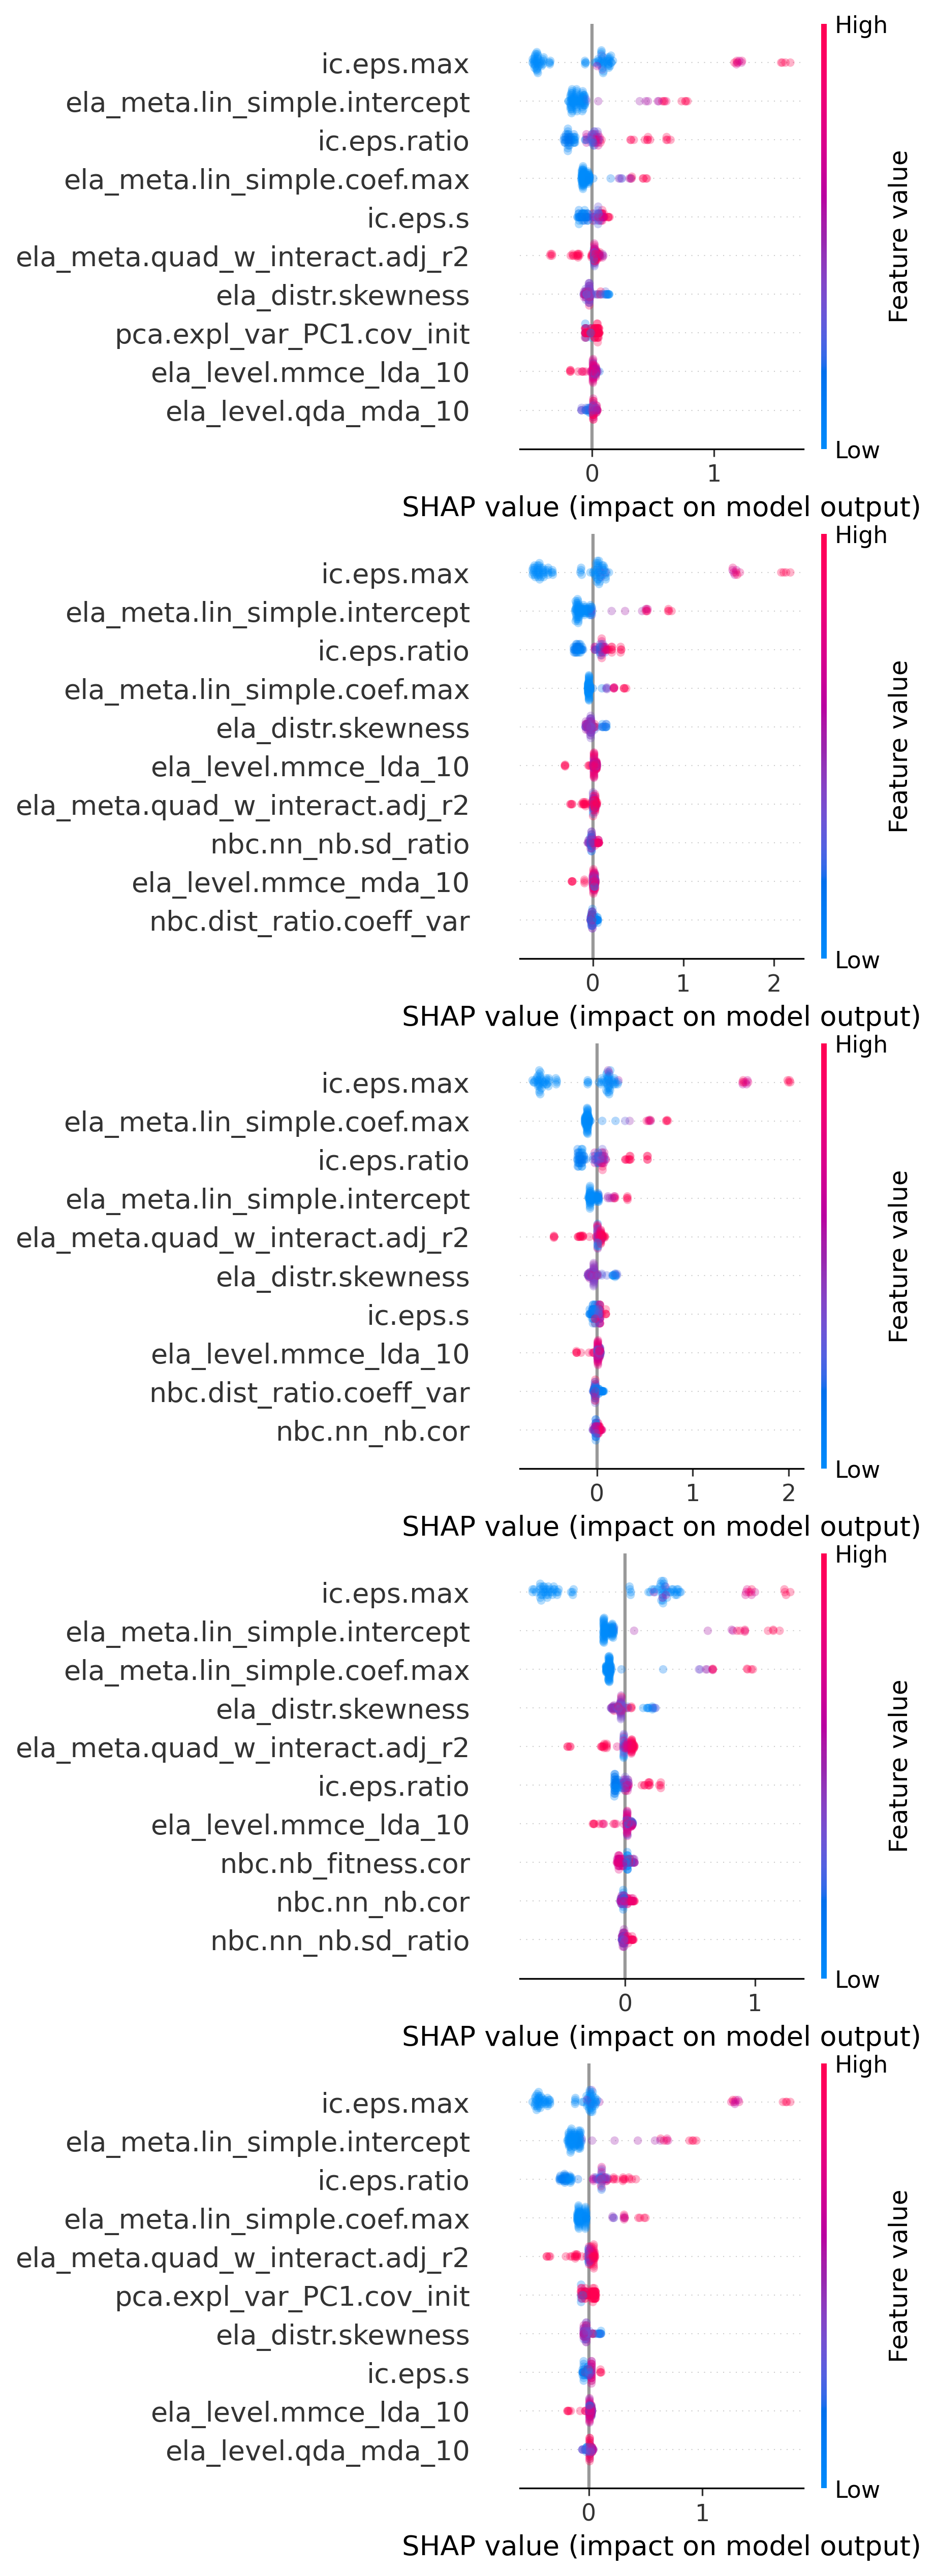 High
ic.eps.max
ela_meta.lin_simple.intercept
ic.eps.ratio
ela_meta.lin_simple.coef.max
ic.eps.s
ela_meta.quad_w_interact.adj_r2
ela_distr.skewness
pca.expl_var_PC1.cov_init
ela_level.mmce_lda_10
ela_level.qda_mda_10
Feature value
Low
0 1
SHAP value (impact on model output)
High
ic.eps.max
ela_meta.lin_simple.intercept
ic.eps.ratio
ela_meta.lin_simple.coef.max
ela_distr.skewness
ela_level.mmce_lda_10
ela_meta.quad_w_interact.adj_r2
nbc.nn_nb.sd_ratio
ela_level.mmce_mda_10
nbc.dist_ratio.coeff_var
Feature value
Low
0 1 2
SHAP value (impact on model output)
High
ic.eps.max
ela_meta.lin_simple.coef.max
ic.eps.ratio
ela_meta.lin_simple.intercept
ela_meta.quad_w_interact.adj_r2
ela_distr.skewness
ic.eps.s
ela_level.mmce_lda_10
nbc.dist_ratio.coeff_var
nbc.nn_nb.cor
Feature value
Low
0 1 2
SHAP value (impact on model output)
High
ic.eps.max
ela_meta.lin_simple.intercept
ela_meta.lin_simple.coef.max
ela_distr.skewness
ela_meta.quad_w_interact.adj_r2
ic.eps.ratio
ela_level.mmce_lda_10
nbc.nb_fitness.cor
nbc.nn_nb.cor
nbc.nn_nb.sd_ratio
Feature value
Low
0 1
SHAP value (impact on model output)
High
ic.eps.max
ela_meta.lin_simple.intercept
ic.eps.ratio
ela_meta.lin_simple.coef.max
ela_meta.quad_w_interact.adj_r2
pca.expl_var_PC1.cov_init
ela_distr.skewness
ic.eps.s
ela_level.mmce_lda_10
ela_level.qda_mda_10
Feature value
Low
0 1
SHAP value (impact on model output)